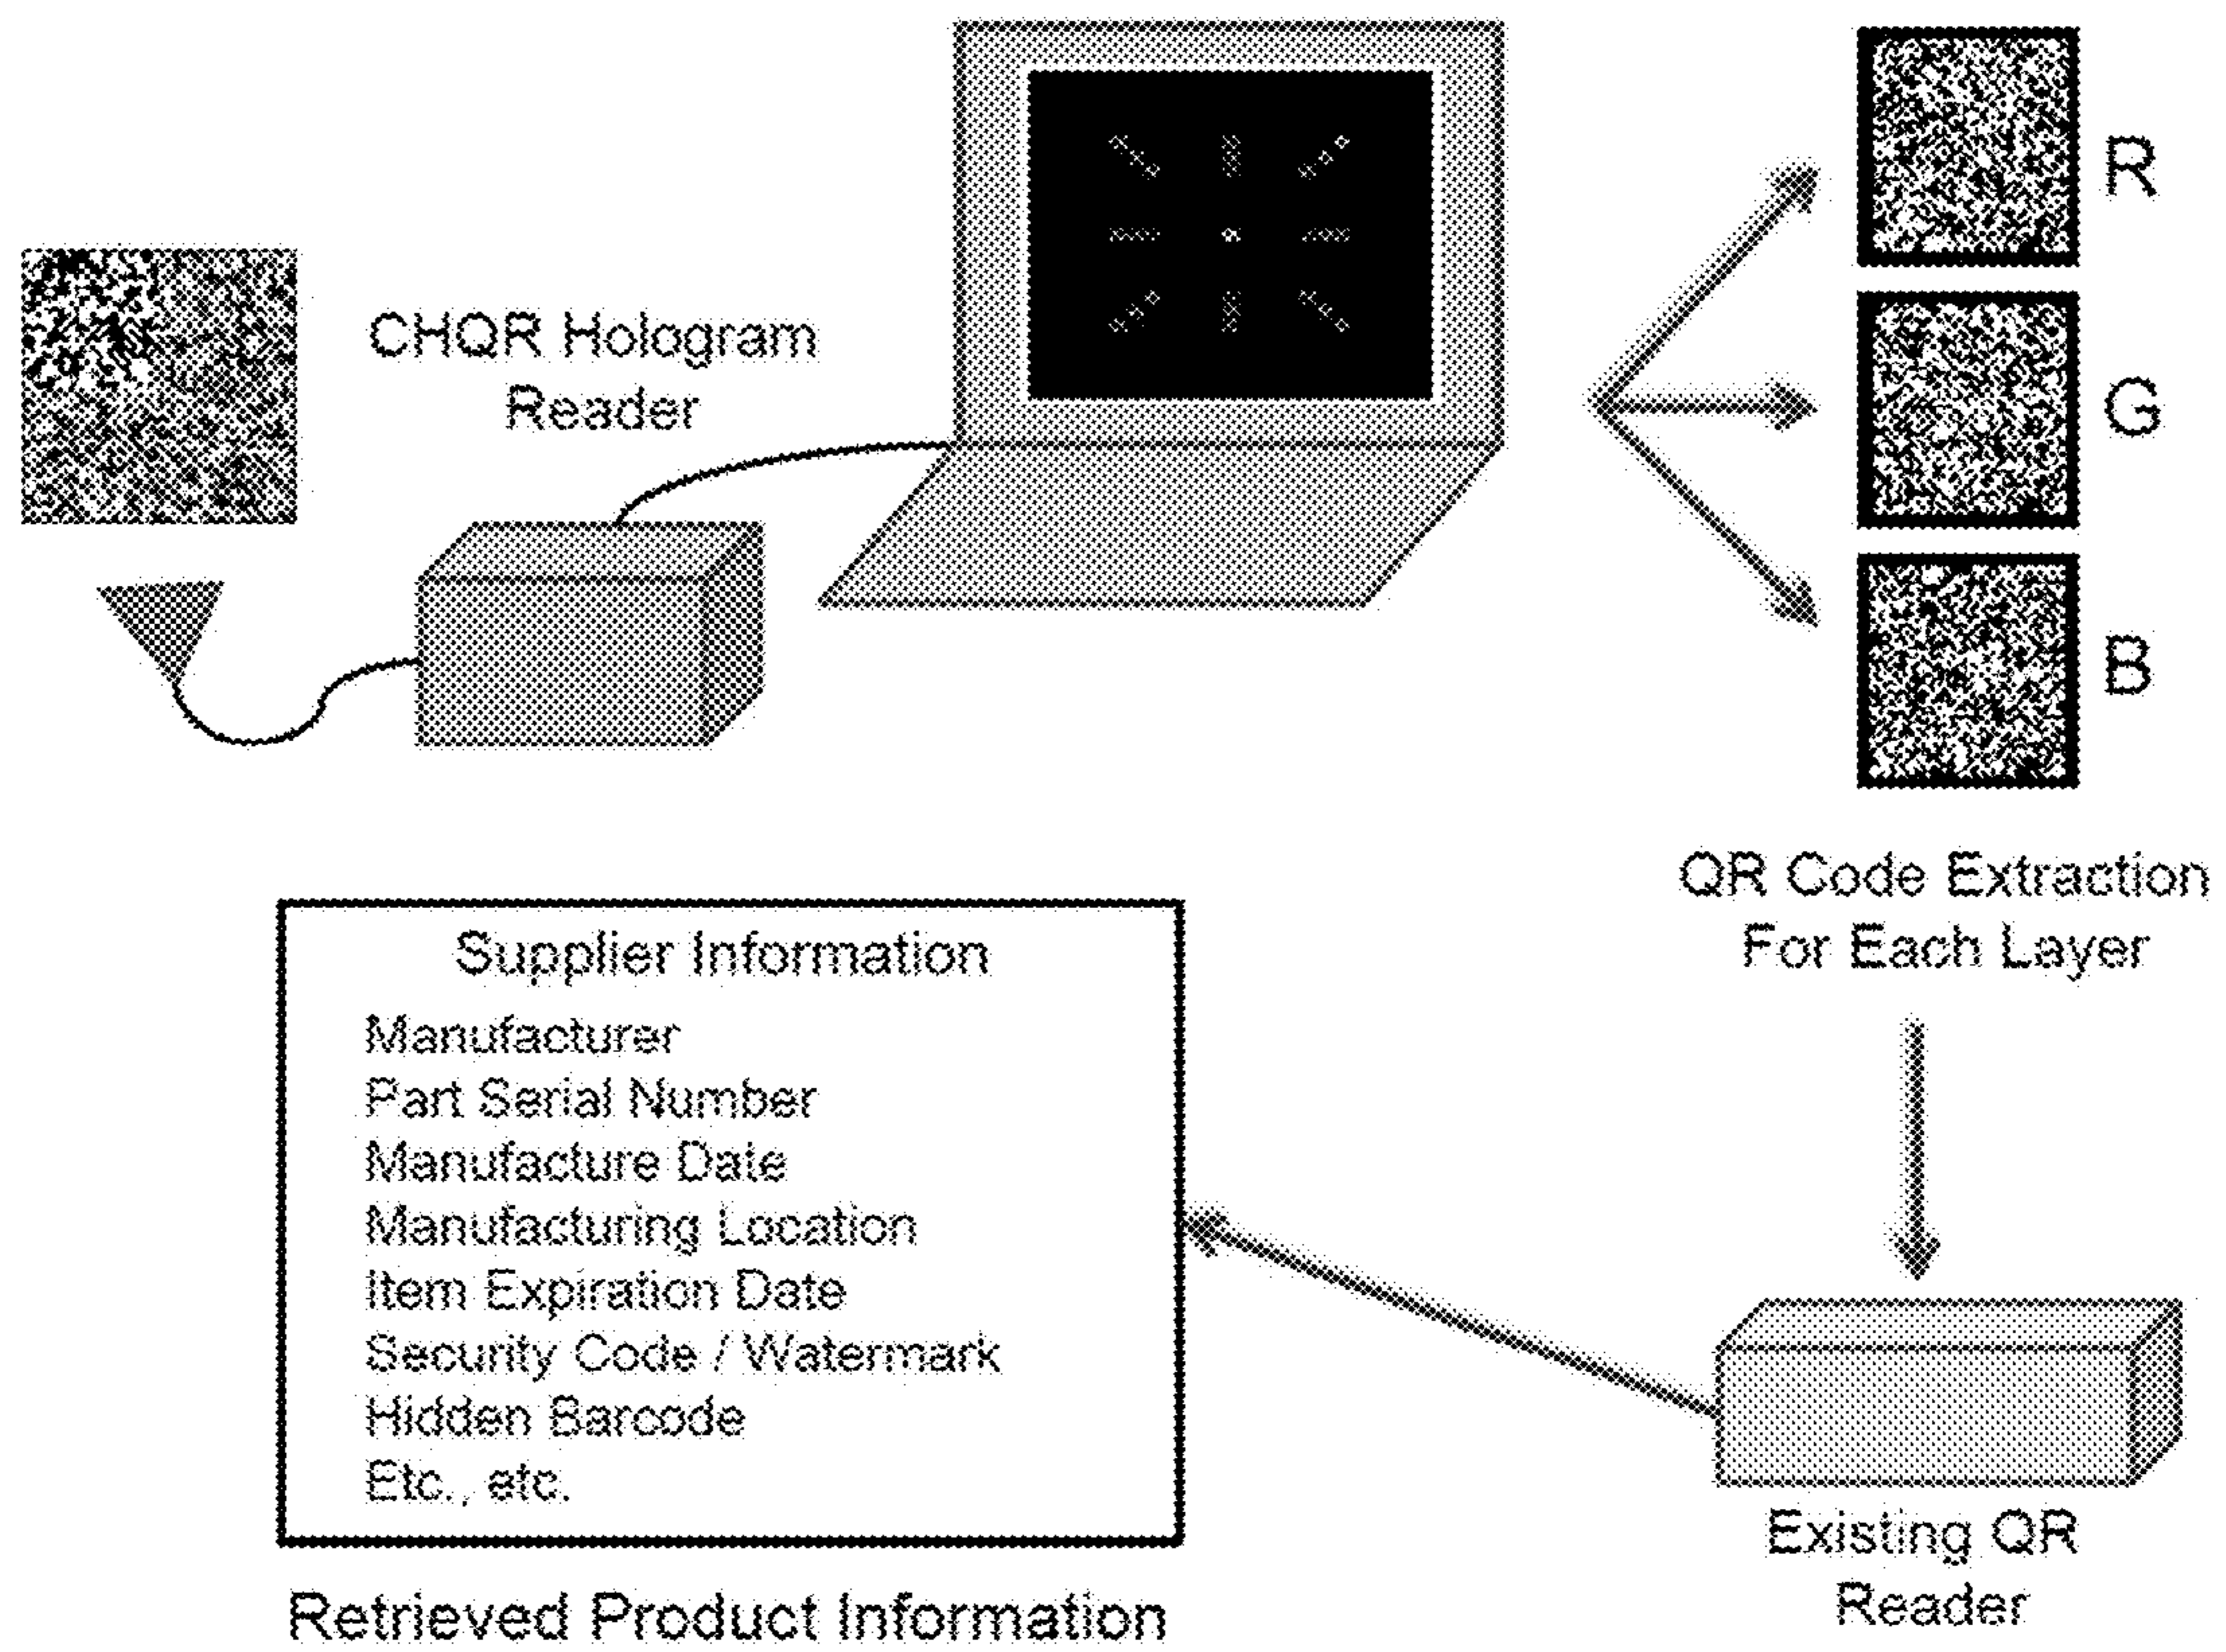 CHQR Hologram
Reader
R
G
B
QR Code Extraction
For Each Layer
Existing QR
Reader
Supplier Information
Manufacturer
Part Serial Number
Manufacture Date
Manufacturing Location
Item Expiration Date
Security Code / Watermark
Hidden Barcode
Etc., etc.
Retrieved Product Information